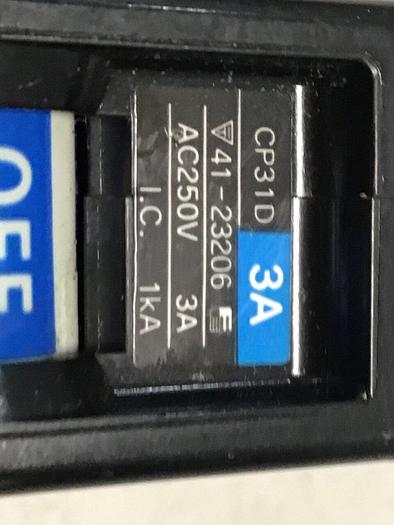 CP31D 3A
41-23206
AC250V 3A
I.C. 1kA
OFF